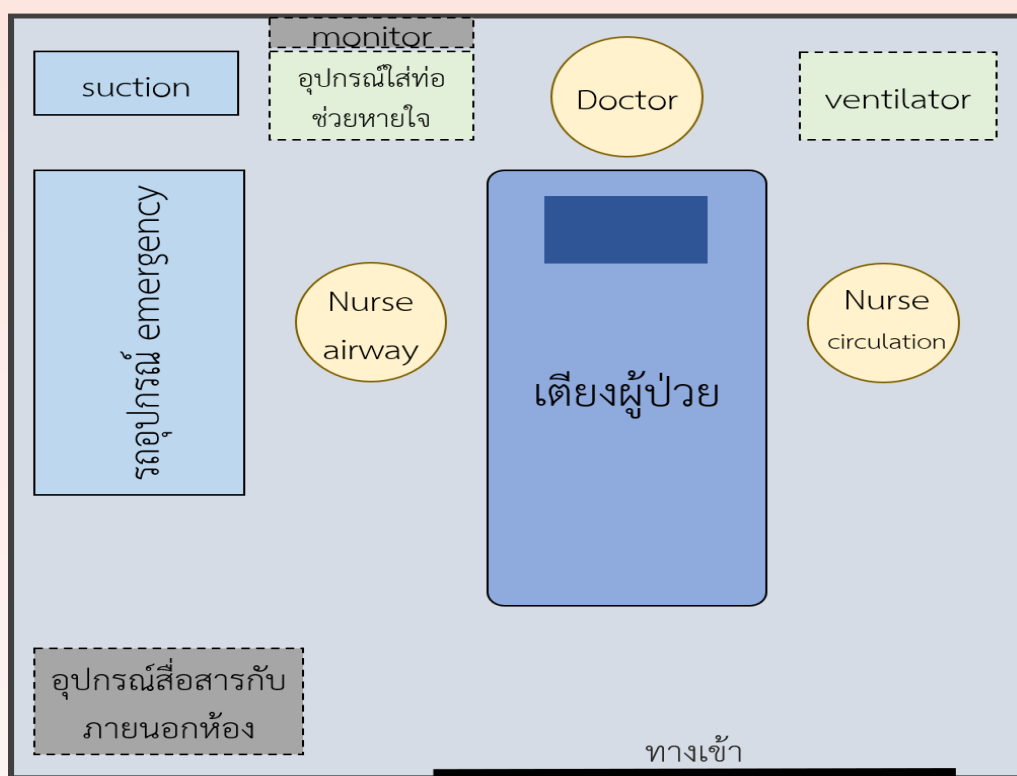 monitor
suction
อุปกรณ์ใส่ท่อ
ช่วยหายใจ
Doctor
ventilator
รถอุปกรณ์ emergency
Nurse
airway
Nurse
circulation
เตียงผู้ป่วย
อุปกรณ์สื่อสารกับ
ภายนอกห้อง
ทางเข้า